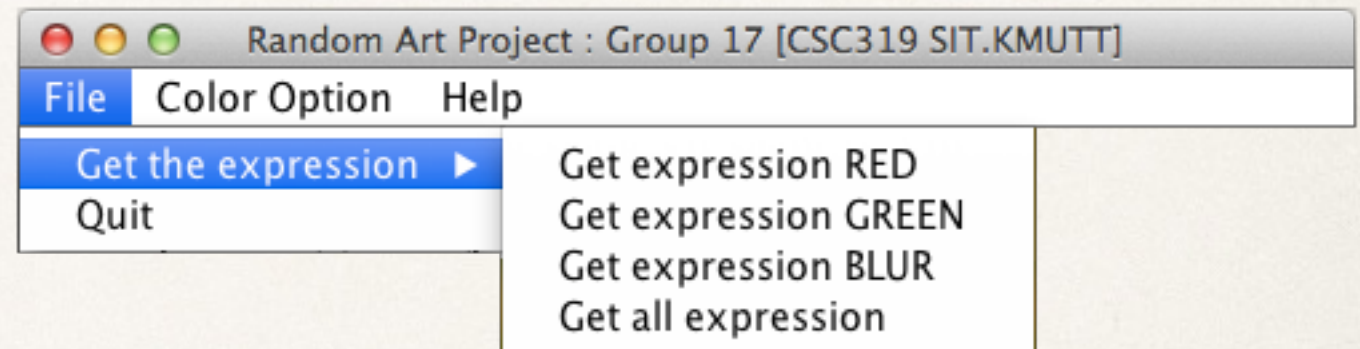 Random Art Project : Group 17 [CSC319 SIT.KMUTT]
File Color Option Help
Get the expression ▶ Get expression RED
Quit Get expression GREEN
Get expression BLUR
Get all expression